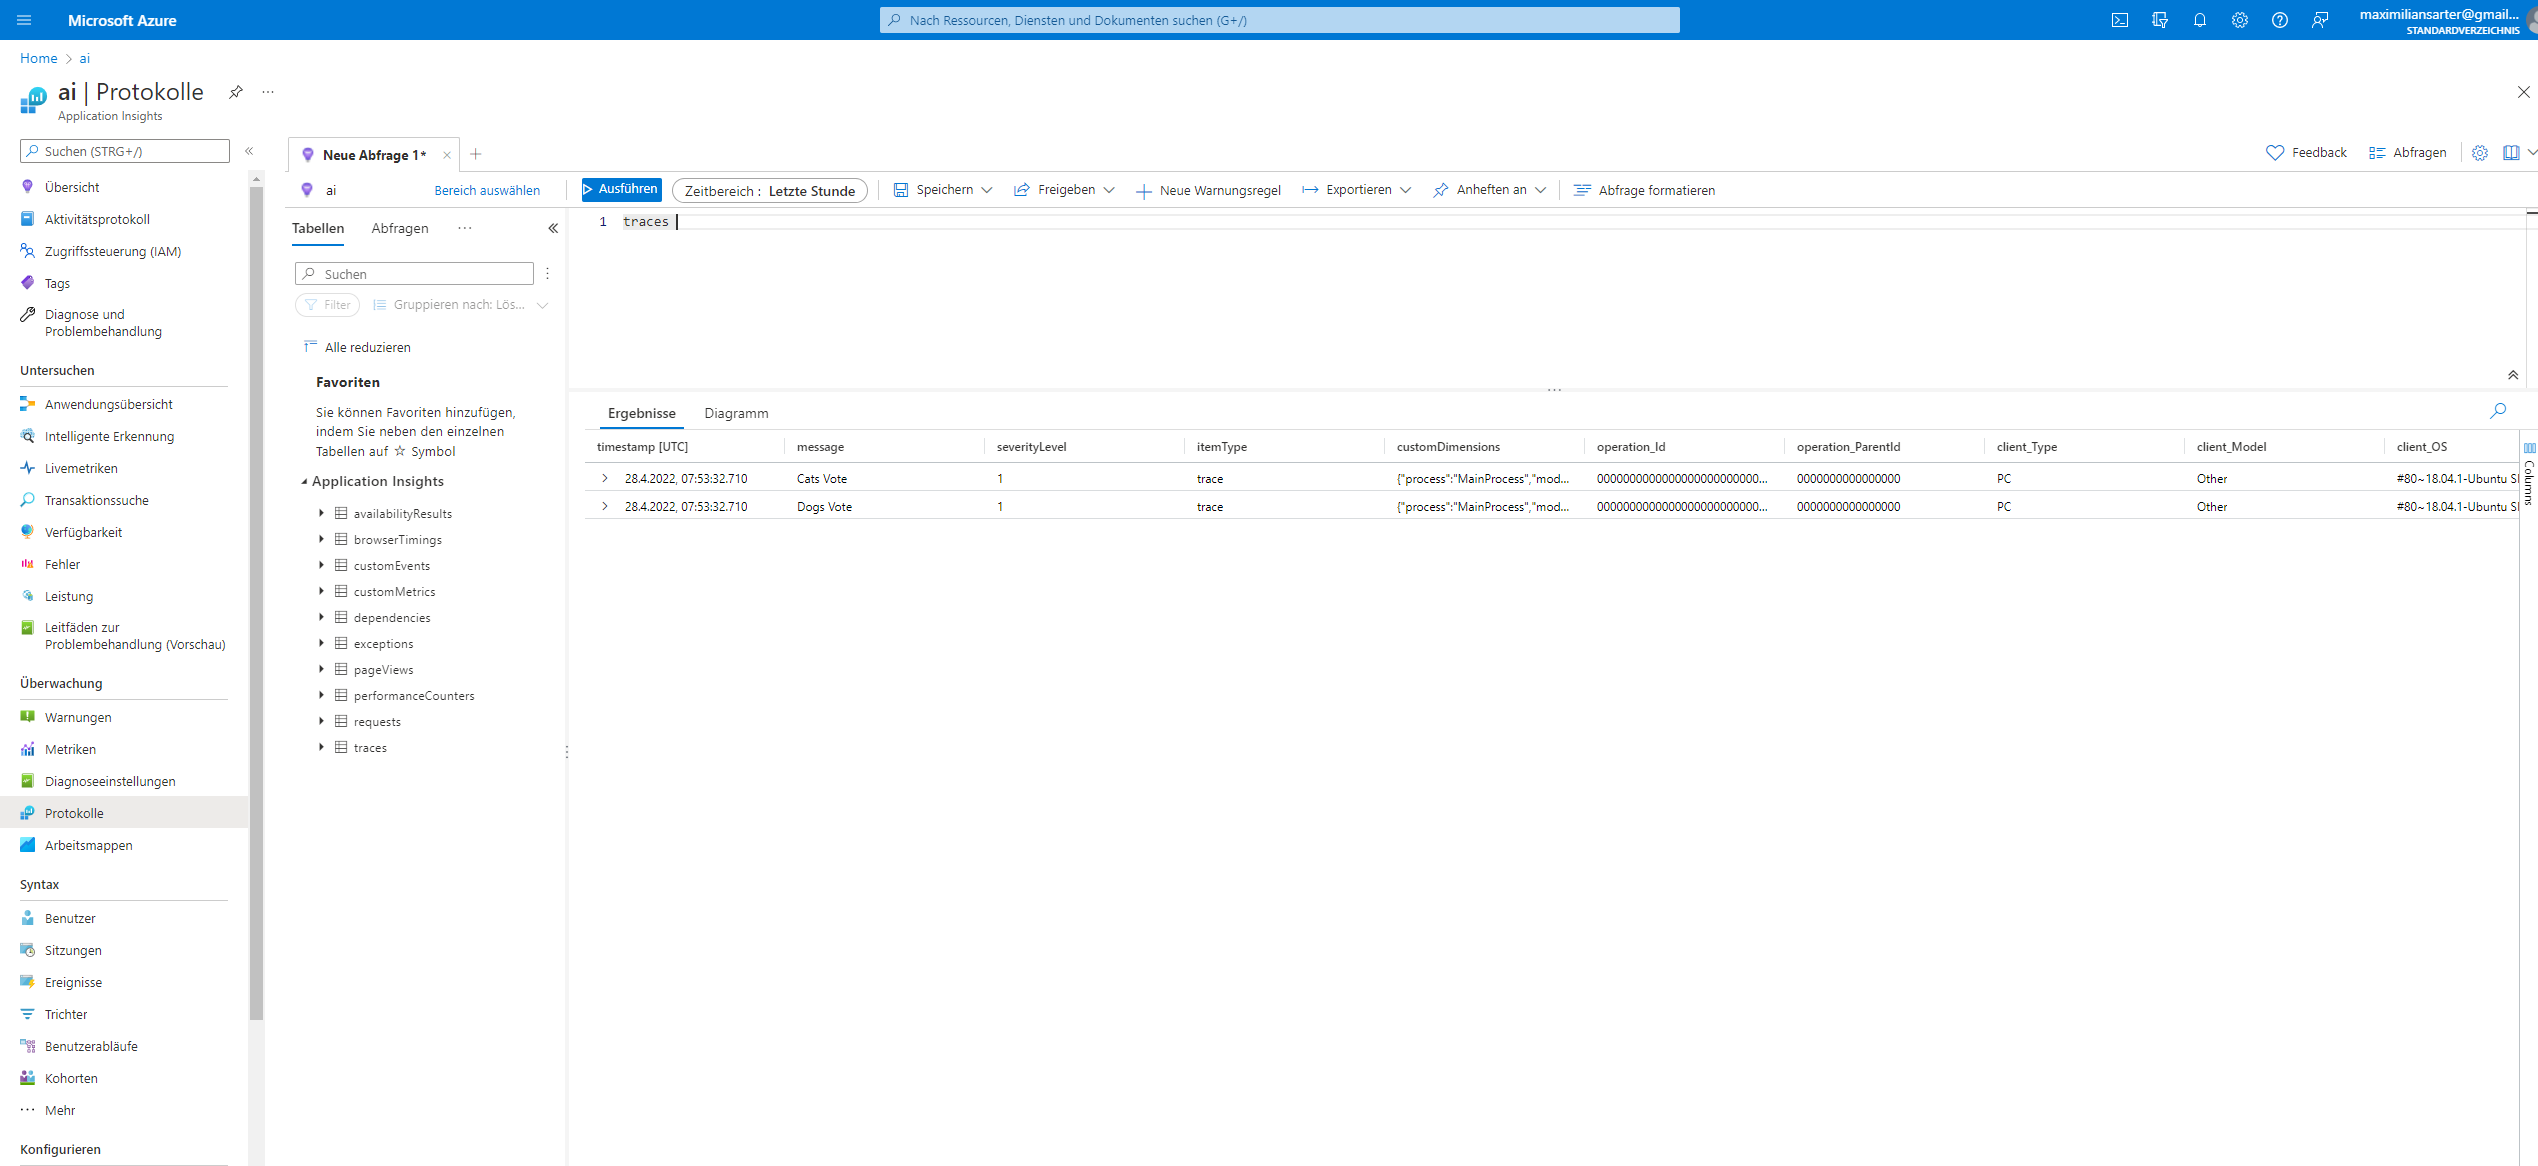 Microsoft Azure
Nach Ressourcen, Diensten und Dokumenten suchen (G+/)
maximiliansarter@gmail...
STANDARDVERZEICHNIS
Home > ai
ai | Protokolle
Application Insights
Suchen (STRG+/)
Übersicht
Aktivitätsprotokoll
Zugriffssteuerung (IAM)
Tags
Diagnose und
Problembehandlung
Untersuchen
Anwendungsübersicht
Intelligente Erkennung
Livemetriken
Transaktionssuche
Verfügbarkeit
Fehler
Leistung
Leitfäden zur
Problembehandlung (Vorschau)
Überwachung
Warnungen
Metriken
Diagnoseeinstellungen
Protokolle
Arbeitsmappen
Syntax
Benutzer
Sitzungen
Ereignisse
Trichter
Benutzerabläufe
Kohorten
Mehr
Konfigurieren
Neue Abfrage 1*
Feedback
Abfragen
ai
Bereich auswählen
Ausführen
Zeitbereich : Letzte Stunde
Speichern
Freigeben
Neue Warnungsregel
Exportieren
Anheften an
Abfrage formatieren
Tabellen
Abfragen
Suchen
Filter
Gruppieren nach: Lös...
Alle reduzieren
Favoriten
Sie können Favoriten hinzufügen,
indem Sie neben den einzelnen
Tabellen auf ☆ Symbol
Application Insights
availabilityResults
browserTimings
customEvents
customMetrics
dependencies
exceptions
pageViews
performanceCounters
requests
traces
1 traces
Ergebnisse
Diagramm
timestamp [UTC] message severityLevel itemType customDimensions operation_Id operation_ParentId client_Type client_Model client_OS
28.4.2022, 07:53:32.710 Cats Vote 1 trace {"process":"MainProcess","mod... 00000000000000000000000000... 0000000000000000 PC Other #80~18.04.1-Ubuntu S
28.4.2022, 07:53:32.710 Dogs Vote 1 trace {"process":"MainProcess","mod... 00000000000000000000000000... 0000000000000000 PC Other #80~18.04.1-Ubuntu S
Columns